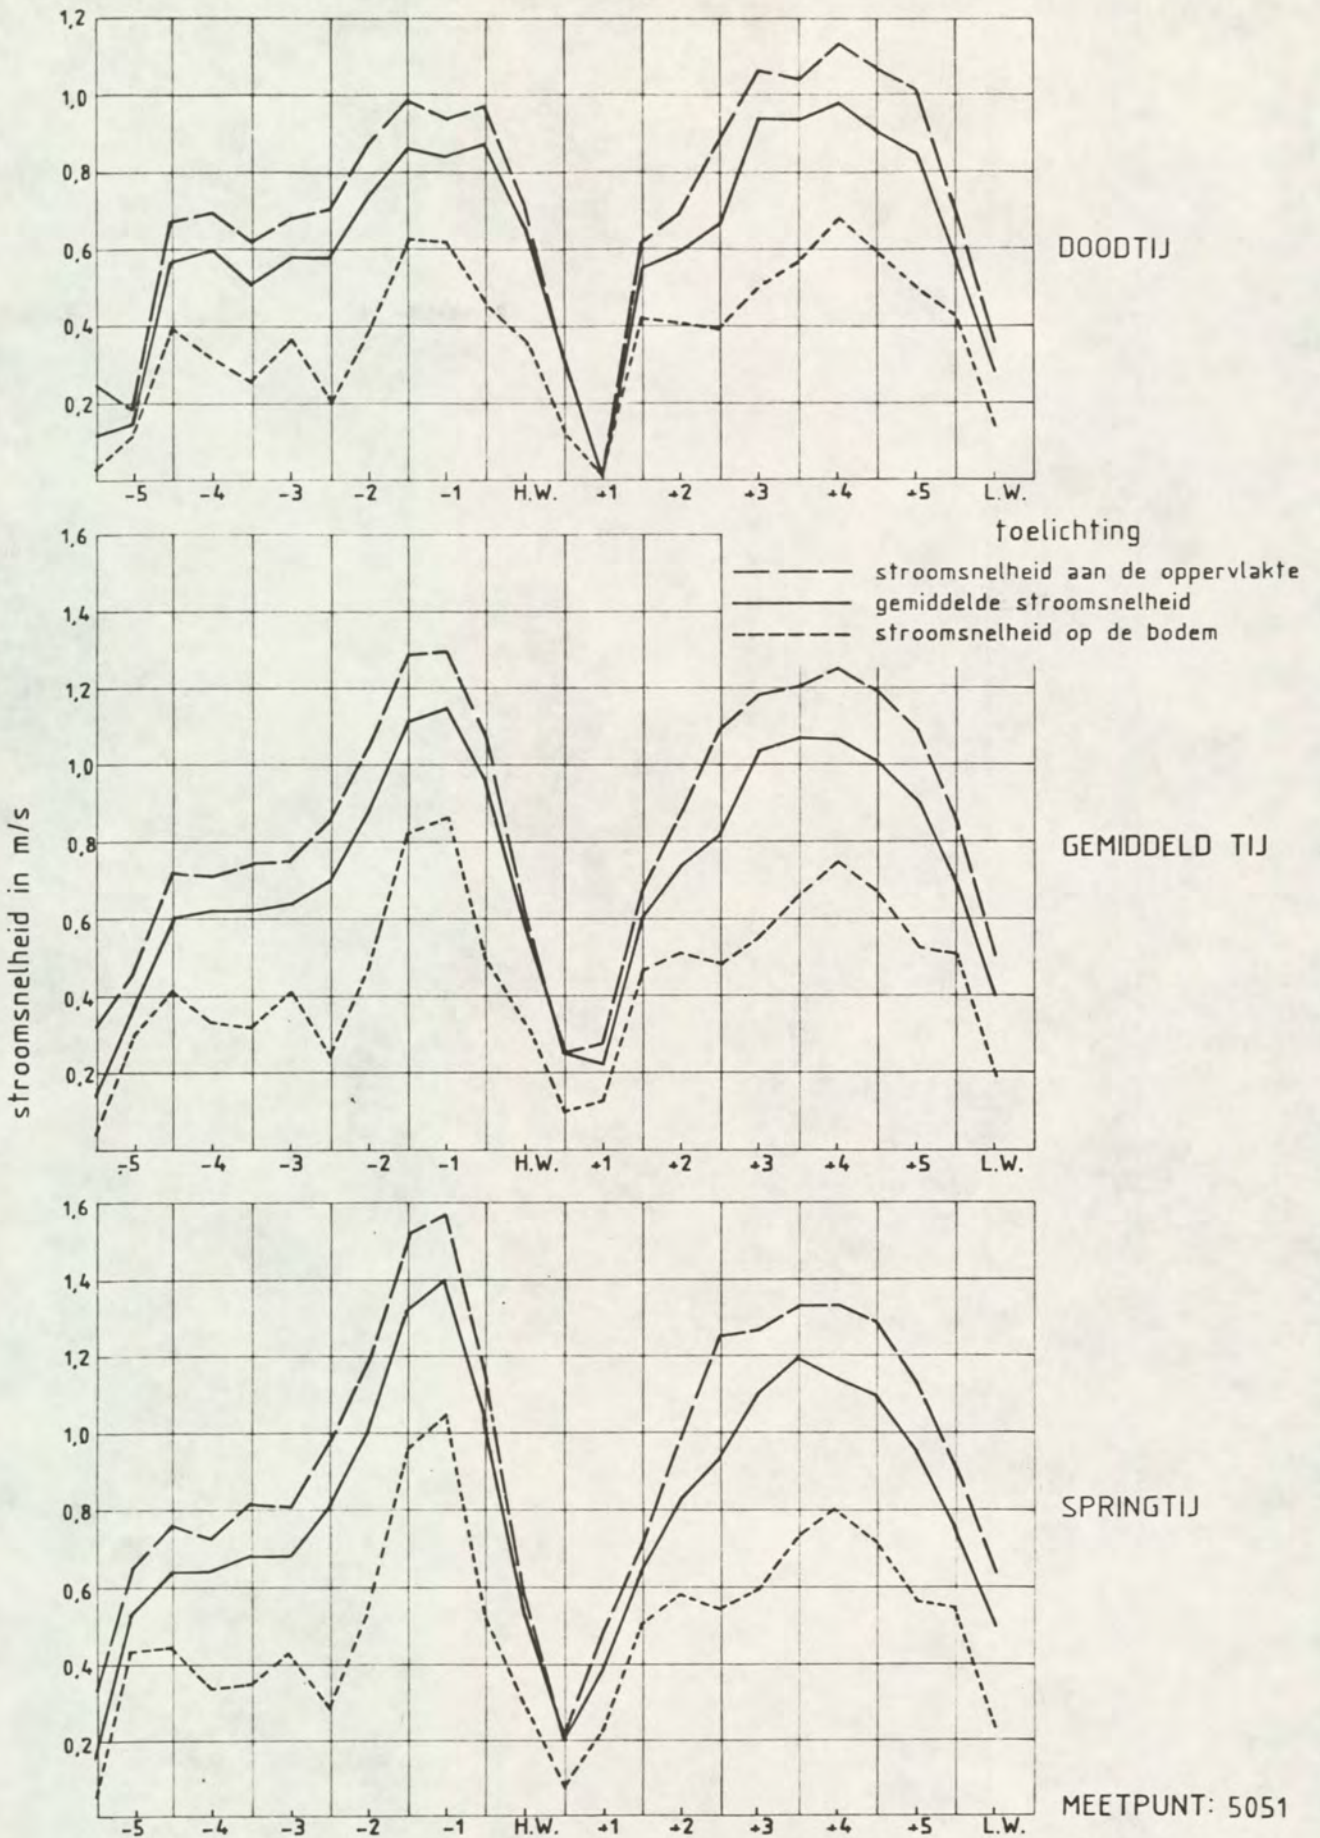 1,2
1,0
0,8
0,6
0,4
0,2
-5 -4 -3 -2 -1 H.W. +1 +2 +3 +4 +5 L.W.
DOODTIJ
toelichting
stroomsnelheid aan de oppervlakte
gemiddelde stroomsnelheid
stroomsnelheid op de bodem
1,6
1,4
1,2
1,0
0,8
0,6
0,4
0,2
-5 -4 -3 -2 -1 H.W. +1 +2 +3 +4 +5 L.W.
GEMIDDELD TIJ
stroomsnelheid in m/s
1,6
1,4
1,2
1,0
0,8
0,6
0,4
0,2
-5 -4 -3 -2 -1 H.W. +1 +2 +3 +4 +5 L.W.
SPRINGTIJ
MEETPUNT: 5051